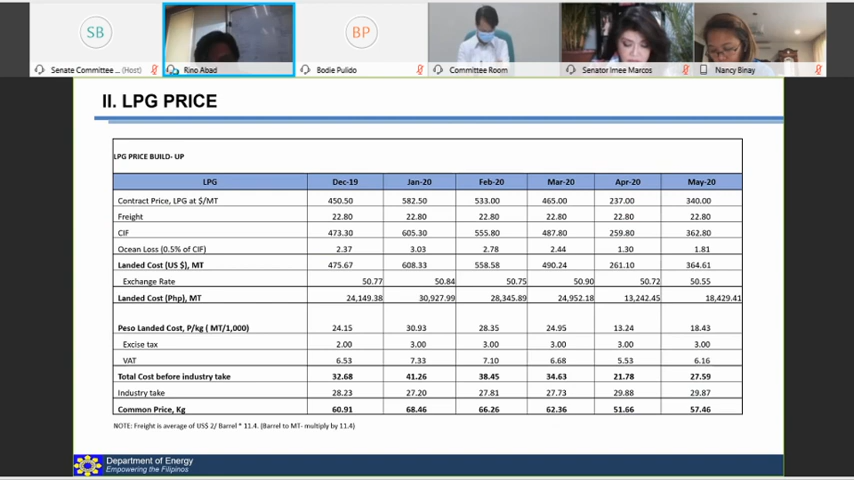 SB
BP
Senate Committee ... (Host)
Rino Abad
Bodie Pulido
Committee Room
Senator Imee Marcos
Nancy Binay
II. LPG PRICE
LPG PRICE BUILD- UP
LPG Dec-19 Jan-20 Feb-20 Mar-20 Apr-20 May-20
Contract Price, LPG at $/MT 450.50 582.50 533.00 465.00 237.00 340.00
Freight 22.80 22.80 22.80 22.80 22.80 22.80
CIF 473.30 605.30 555.80 487.80 259.80 362.80
Ocean Loss (0.5% of CIF) 2.37 3.03 2.78 2.44 1.30 1.81
Landed Cost (US $), MT 475.67 608.33 558.58 490.24 261.10 364.61
Exchange Rate 50.77 50.84 50.75 50.90 50.72 50.55
Landed Cost (Php), MT 24,149.38 30,927.99 28,345.89 24,952.18 13,242.45 18,429.41
Peso Landed Cost, P/kg ( MT/1,000) 24.15 30.93 28.35 24.95 13.24 18.43
Excise tax 2.00 3.00 3.00 3.00 3.00 3.00
VAT 6.53 7.33 7.10 6.68 5.53 6.16
Total Cost before industry take 32.68 41.26 38.45 34.63 21.78 27.59
Industry take 28.23 27.20 27.81 27.73 29.88 29.87
Common Price, Kg 60.91 68.46 66.26 62.36 51.66 57.46
NOTE: Freight is average of US$ 2/ Barrel * 11.4. (Barrel to MT- multiply by 11.4)
Department of Energy
Empowering the Filipinos